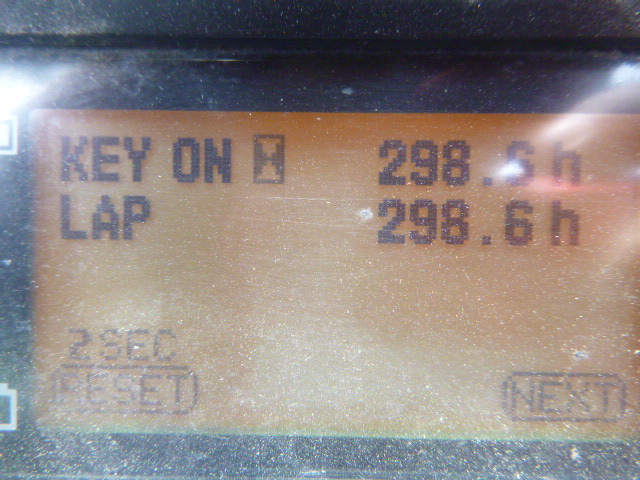 KEY ON 298.6 h
LAP 298.6 h
2 SEC
RESET NEXT